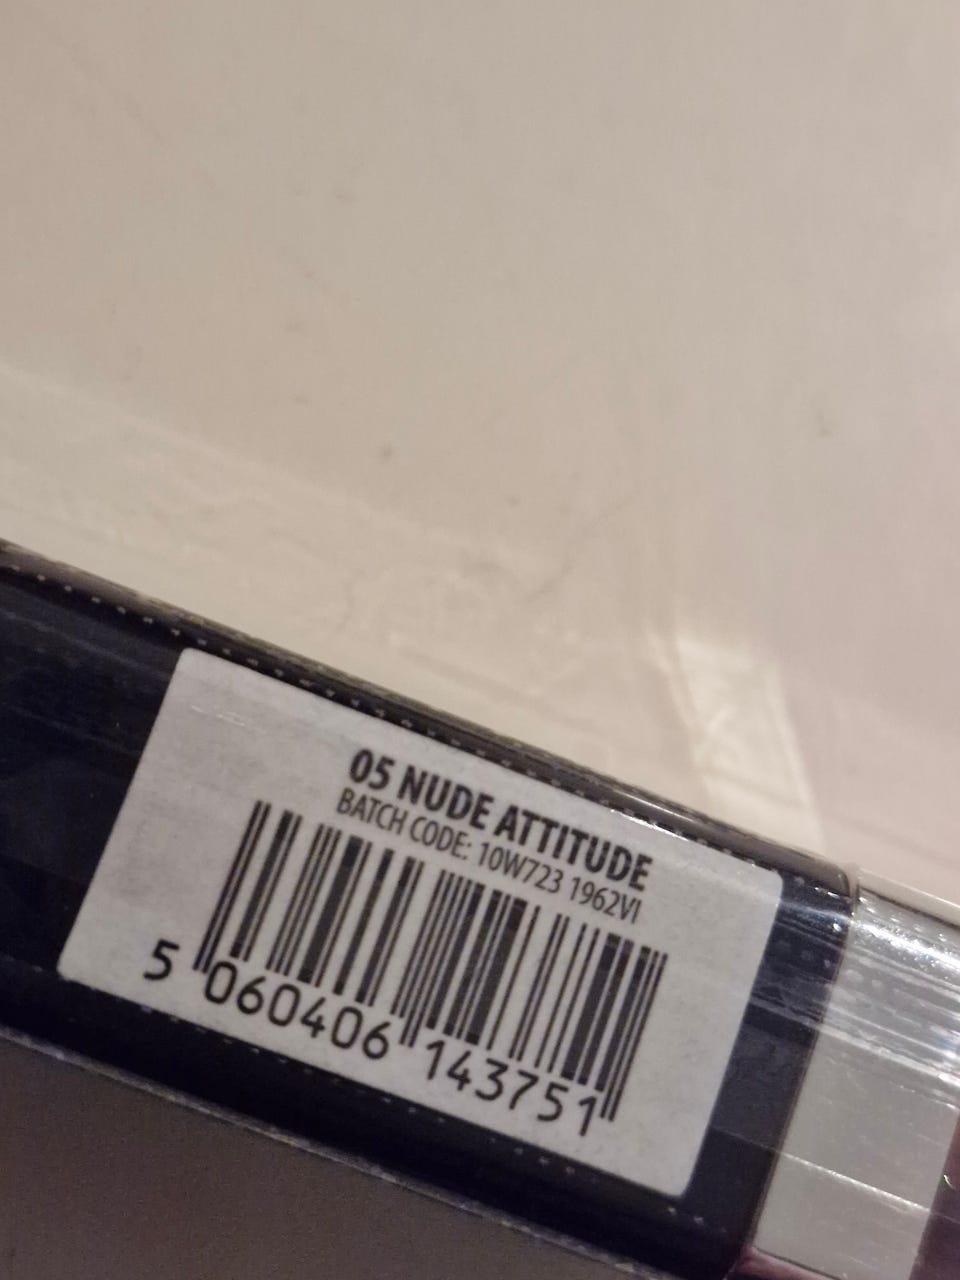 05 NUDE ATTITUDE
BATCH CODE: 10W723 1962VI
5 060406 143751